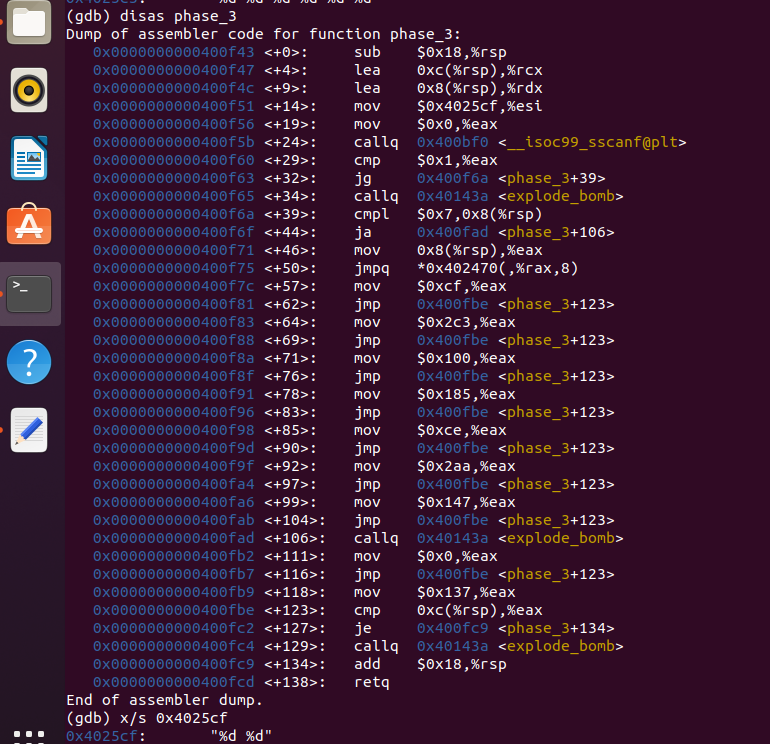 0x4025c3: "%d %d %d %d %d %d"
(gdb) disas phase_3
Dump of assembler code for function phase_3:
0x0000000000400f43 <+0>: sub $0x18,%rsp
0x0000000000400f47 <+4>: lea 0xc(%rsp),%rcx
0x0000000000400f4c <+9>: lea 0x8(%rsp),%rdx
0x0000000000400f51 <+14>: mov $0x4025cf,%esi
0x0000000000400f56 <+19>: mov $0x0,%eax
0x0000000000400f5b <+24>: callq 0x400bf0 <__isoc99_sscanf@plt>
0x0000000000400f60 <+29>: cmp $0x1,%eax
0x0000000000400f63 <+32>: jg 0x400f6a <phase_3+39>
0x0000000000400f65 <+34>: callq 0x40143a <explode_bomb>
0x0000000000400f6a <+39>: cmpl $0x7,0x8(%rsp)
0x0000000000400f6f <+44>: ja 0x400fad <phase_3+106>
0x0000000000400f71 <+46>: mov 0x8(%rsp),%eax
0x0000000000400f75 <+50>: jmpq *0x402470(,%rax,8)
0x0000000000400f7c <+57>: mov $0xcf,%eax
0x0000000000400f81 <+62>: jmp 0x400fbe <phase_3+123>
0x0000000000400f83 <+64>: mov $0x2c3,%eax
0x0000000000400f88 <+69>: jmp 0x400fbe <phase_3+123>
0x0000000000400f8a <+71>: mov $0x100,%eax
0x0000000000400f8f <+76>: jmp 0x400fbe <phase_3+123>
0x0000000000400f91 <+78>: mov $0x185,%eax
0x0000000000400f96 <+83>: jmp 0x400fbe <phase_3+123>
0x0000000000400f98 <+85>: mov $0xce,%eax
0x0000000000400f9d <+90>: jmp 0x400fbe <phase_3+123>
0x0000000000400f9f <+92>: mov $0x2aa,%eax
0x0000000000400fa4 <+97>: jmp 0x400fbe <phase_3+123>
0x0000000000400fa6 <+99>: mov $0x147,%eax
0x0000000000400fab <+104>: jmp 0x400fbe <phase_3+123>
0x0000000000400fad <+106>: callq 0x40143a <explode_bomb>
0x0000000000400fb2 <+111>: mov $0x0,%eax
0x0000000000400fb7 <+116>: jmp 0x400fbe <phase_3+123>
0x0000000000400fb9 <+118>: mov $0x137,%eax
0x0000000000400fbe <+123>: cmp 0xc(%rsp),%eax
0x0000000000400fc2 <+127>: je 0x400fc9 <phase_3+134>
0x0000000000400fc4 <+129>: callq 0x40143a <explode_bomb>
0x0000000000400fc9 <+134>: add $0x18,%rsp
0x0000000000400fcd <+138>: retq
End of assembler dump.
(gdb) x/s 0x4025cf
0x4025cf: "%d %d"